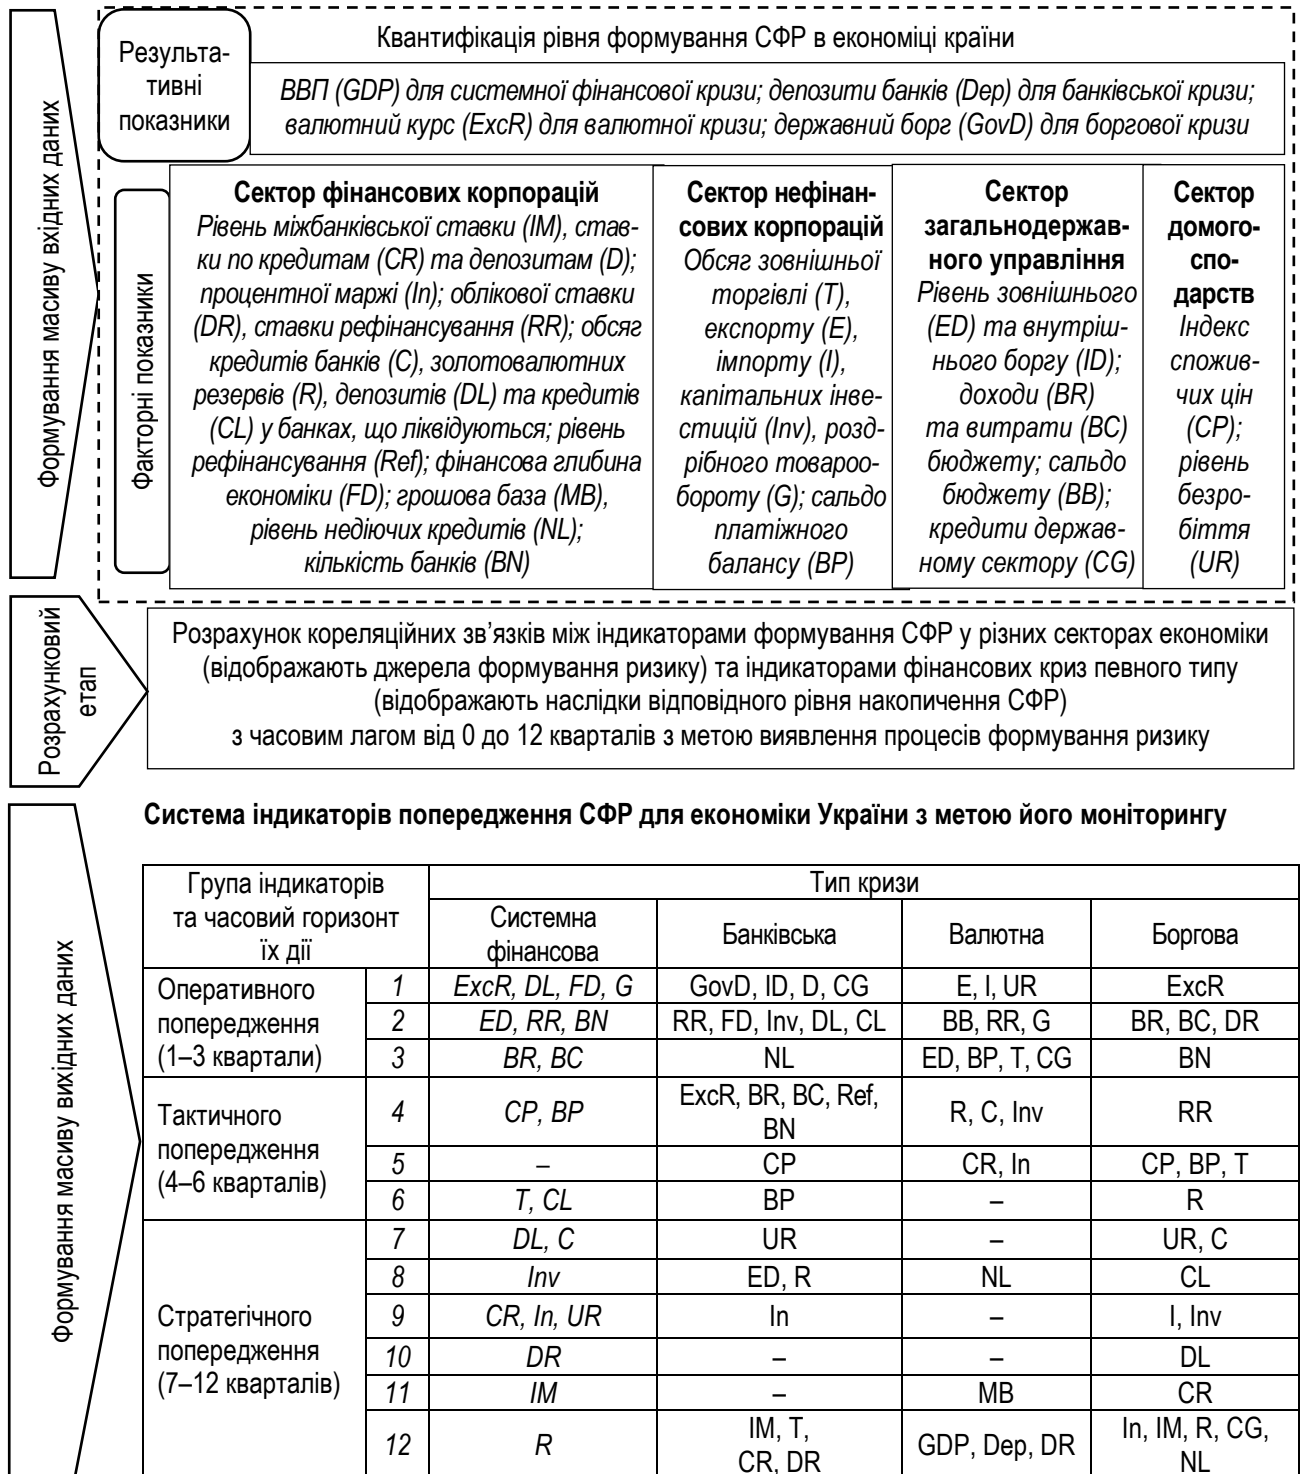 Формування масиву вхідних даних
Результа-
тивні
показники
Квантифікація рівня формування СФР в економіці країни
ВВП (GDP) для системної фінансової кризи; депозити банків (Dep) для банківської кризи;
валютний курс (ExcR) для валютної кризи; державний борг (GovD) для боргової кризи
Факторні показники
Сектор фінансових корпорацій
Рівень міжбанківської ставки (IM), став-
ки по кредитам (CR) та депозитам (D);
процентної маржі (In); облікової ставки
(DR), ставки рефінансування (RR); обсяг
кредитів банків (C), золотовалютних
резервів (R), депозитів (DL) та кредитів
(CL) у банках, що ліквідуються; рівень
рефінансування (Ref); фінансова глибина
економіки (FD); грошова база (MB),
рівень недіючих кредитів (NL);
кількість банків (BN)
Сектор нефінан-
сових корпорацій
Обсяг зовнішньої
торгівлі (T),
експорту (E),
імпорту (I),
капітальних інве-
стицій (Inv), розд-
рібного товароо-
бороту (G); сальдо
платіжного
балансу (BP)
Сектор
загальнодержав-
ного управління
Рівень зовнішнього
(ED) та внутріш-
нього боргу (ID);
доходи (BR)
та витрати (BC)
бюджету; сальдо
бюджету (BB);
кредити держав-
ному сектору (CG)
Сектор
домого-
спо-
дарств
Індекс
спожив-
чих цін
(CP);
рівень
безро-
біття
(UR)
Розрахунковий
етап
Розрахунок кореляційних зв’язків між індикаторами формування СФР у різних секторах економіки
(відображають джерела формування ризику) та індикаторами фінансових криз певного типу
(відображають наслідки відповідного рівня накопичення СФР)
з часовим лагом від 0 до 12 кварталів з метою виявлення процесів формування ризику
Формування масиву вихідних даних
Система індикаторів попередження СФР для економіки України з метою його моніторингу
Група індикаторів
та часовий горизонт
їх дії
Тип кризи
Системна
фінансова
Банківська
Валютна
Боргова
Оперативного
попередження
(1–3 квартали)
1 ExcR, DL, FD, G GovD, ID, D, CG E, I, UR ExcR
2 ED, RR, BN RR, FD, Inv, DL, CL BB, RR, G BR, BC, DR
3 BR, BC NL ED, BP, T, CG BN
Тактичного
попередження
(4–6 кварталів)
4 CP, BP ExcR, BR, BC, Ref,
BN R, C, Inv RR
5 – CP CR, In CP, BP, T
6 T, CL BP – R
Стратегічного
попередження
(7–12 кварталів)
7 DL, C UR – UR, C
8 Inv ED, R NL CL
9 CR, In, UR In – I, Inv
10 DR – – DL
11 IM – MB CR
12 R IM, T,
CR, DR GDP, Dep, DR In, IM, R, CG,
NL